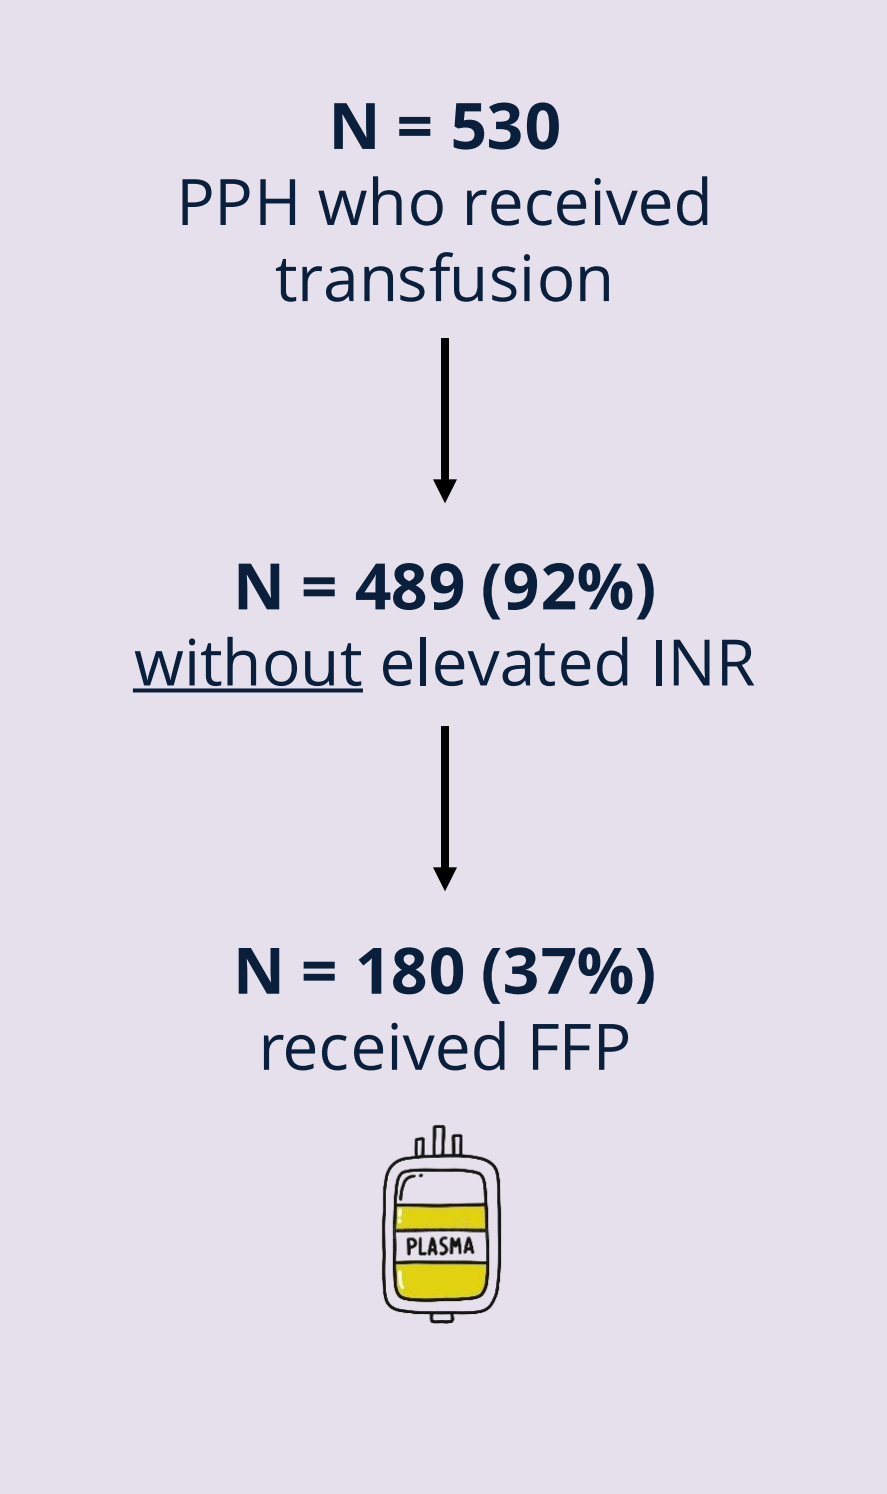 N = 530
PPH who received
transfusion
N = 489 (92%)
without elevated INR
N = 180 (37%)
received FFP
PLASMA